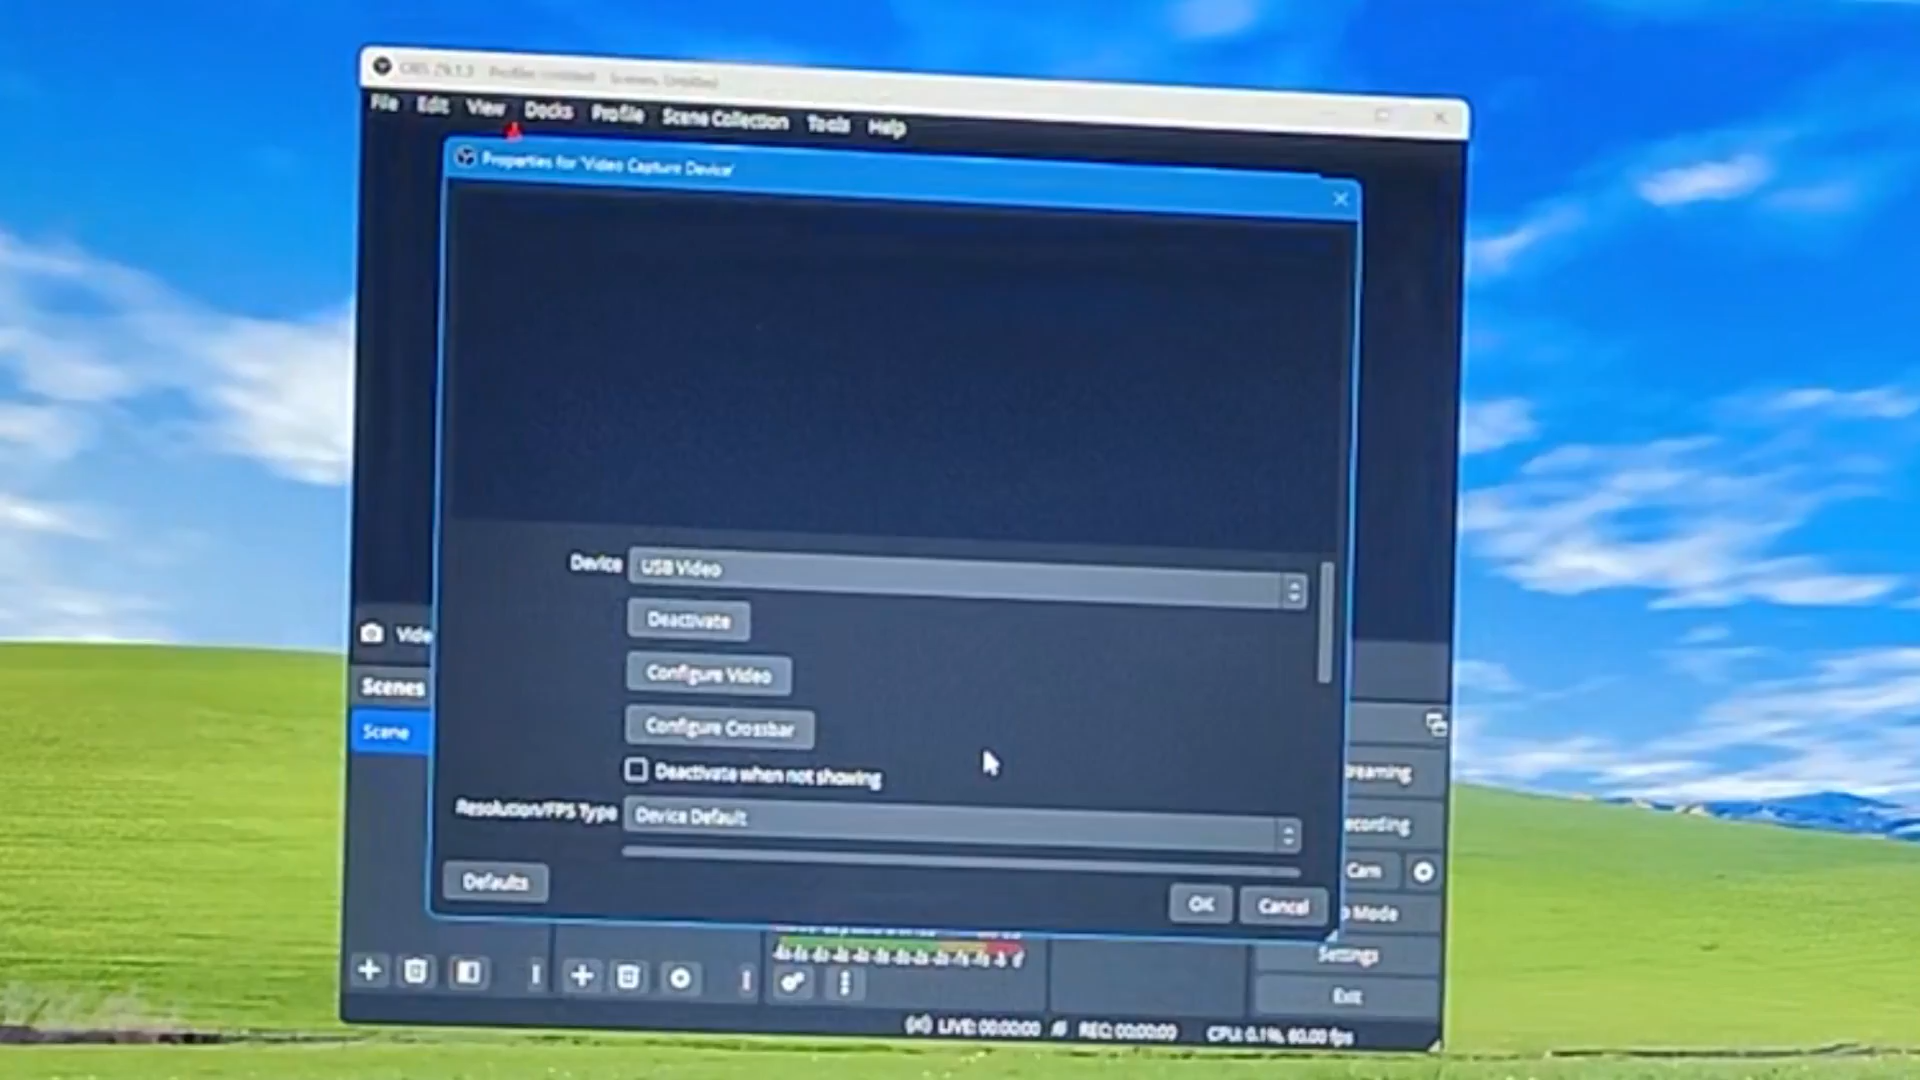 OBS 29.1.3 - Profile: Untitled - Scenes: Untitled
File Edit View Docks Profile Scene Collection Tools Help
Properties for 'Video Capture Device'
Device USB Video
Deactivate
Configure Video
Configure Crossbar
Deactivate when not showing
Resolution/FPS Type Device Default
Defaults
OK Cancel
Vide
Scenes
Scene
treaming
ecording
Cam
o Mode
Settings
Exit
LIVE: 00:00:00 REC: 00:00:00 CPU: 0.1%, 60.00 fps